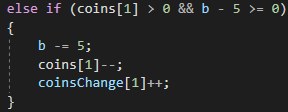 else if (coins[1] > 0 && b - 5 >= 0)
{
b -= 5;
coins[1]--;
coinsChange[1]++;
}